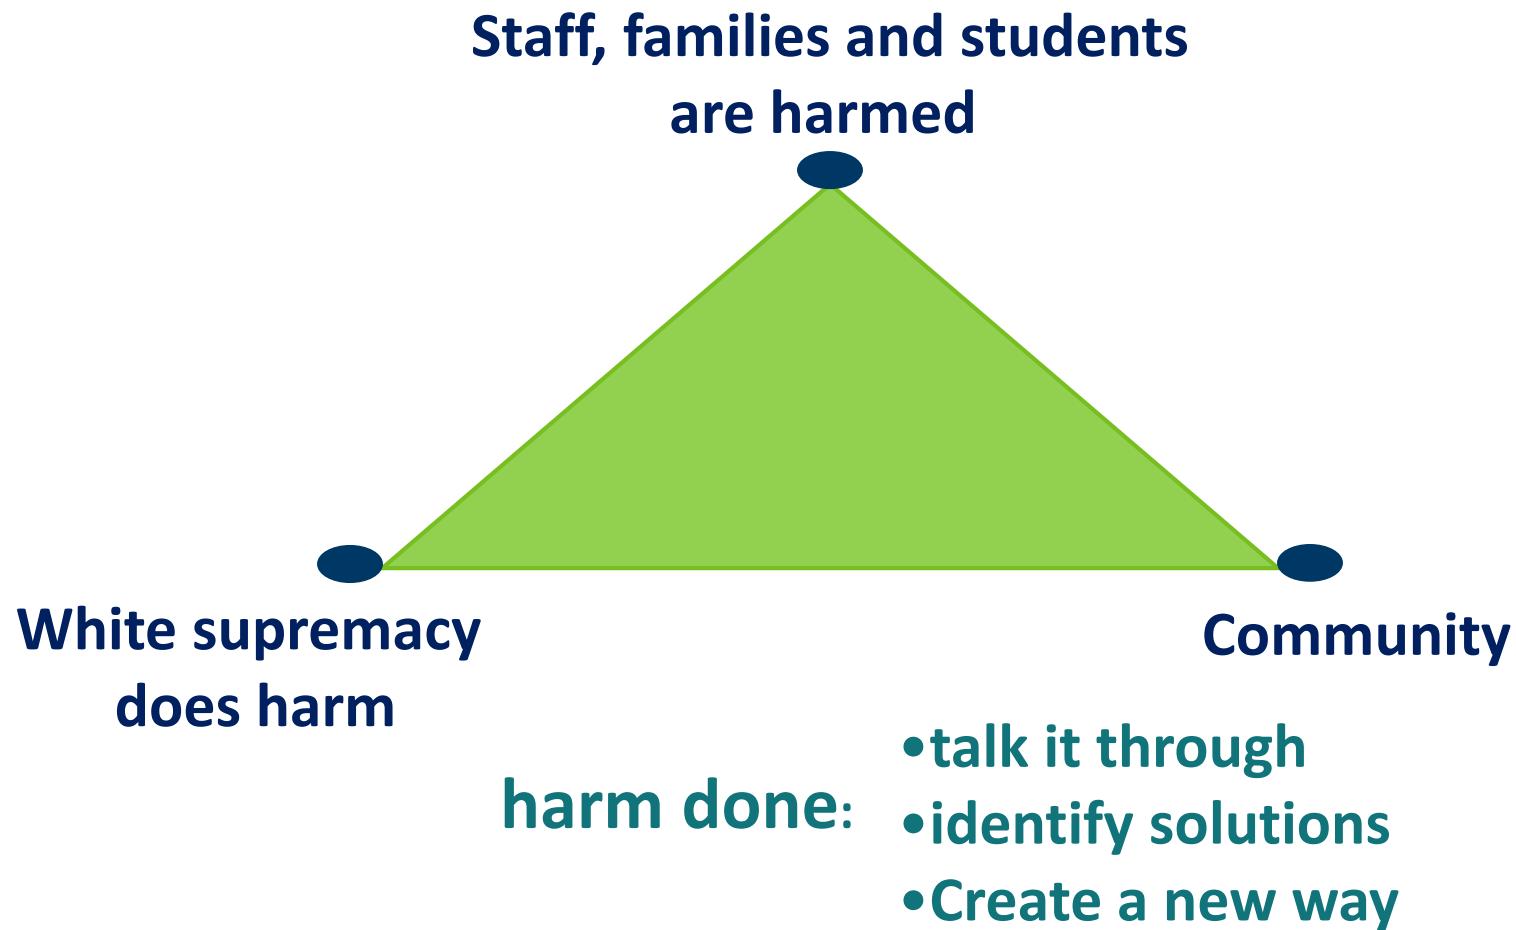 Staff, families and students
are harmed
White supremacy
does harm
Community
harm done:
•talk it through
•identify solutions
•Create a new way